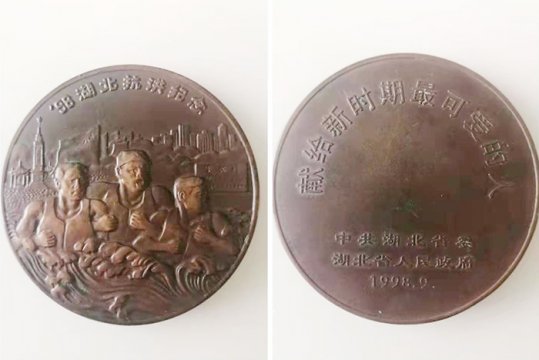 '98湖北抗洪纪念
献给新时期最可爱的人
中共湖北省委
湖北省人民政府
1998.9.